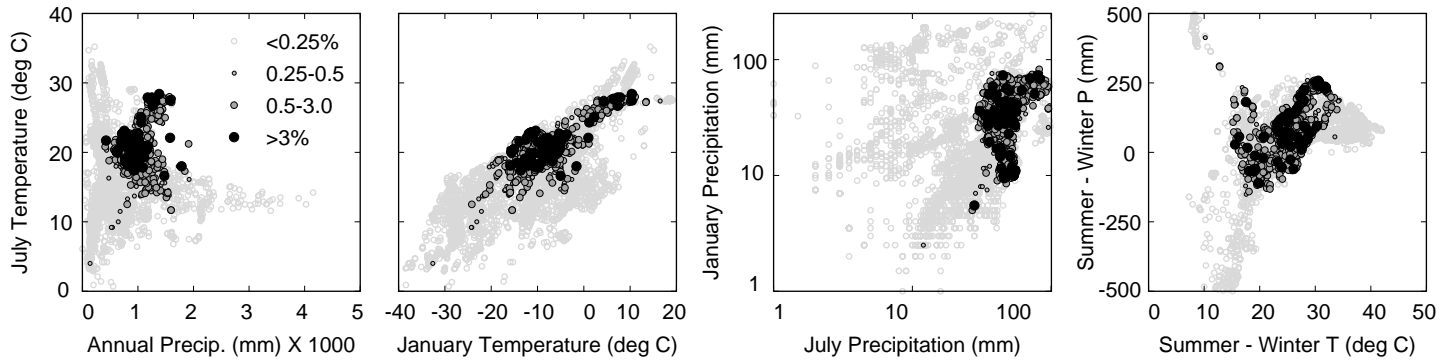 40
30
20
10
0
July Temperature (deg C)
<0.25%
0.25-0.5
0.5-3.0
>3%
0 1 2 3 4 5
Annual Precip. (mm) X 1000
-40 -30 -20 -10 0 10 20
January Temperature (deg C)
100
10
1
January Precipitation (mm)
1 10 100
July Precipitation (mm)
500
250
0
-250
-500
Summer - Winter P (mm)
0 10 20 30 40 50
Summer - Winter T (deg C)